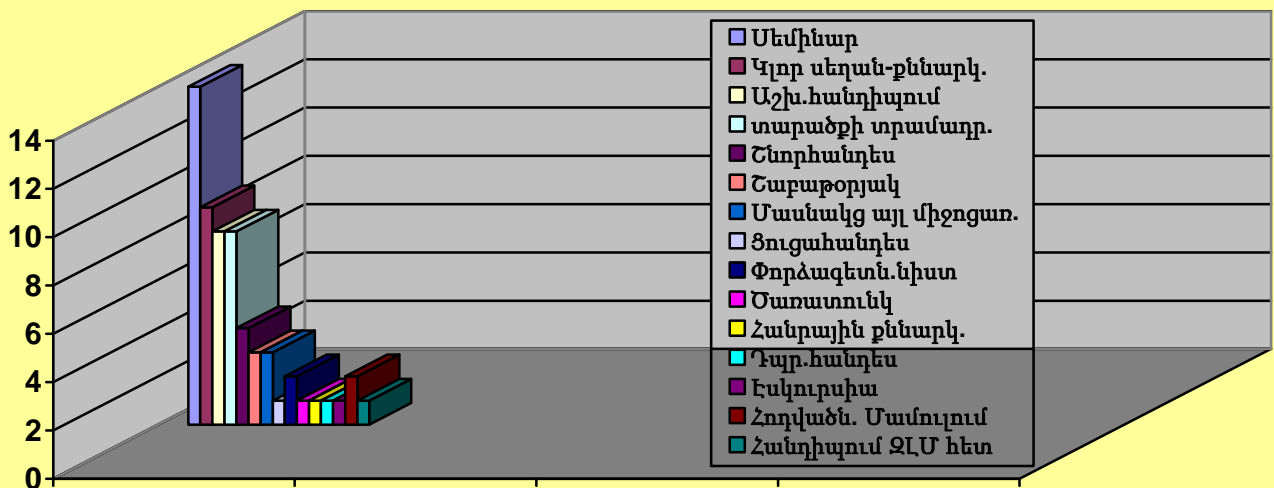 14
12
10
8
6
4
2
0
Սեմինար
Կլոր սեղան-քննարկ.
Աշխ.հանդիպում
տարածքի տրամադր.
Շնորհանդես
Շաբաթօրյակ
Մասնակց այլ միջոցառ.
Ցուցահանդես
Փորձագետն.նիստ
Ծառատունկ
Հանրային քննարկ.
Դպր.հանդես
Էսկուրսիա
Հոդվածն. Մամուլում
Հանդիպում ԶԼՄ հետ